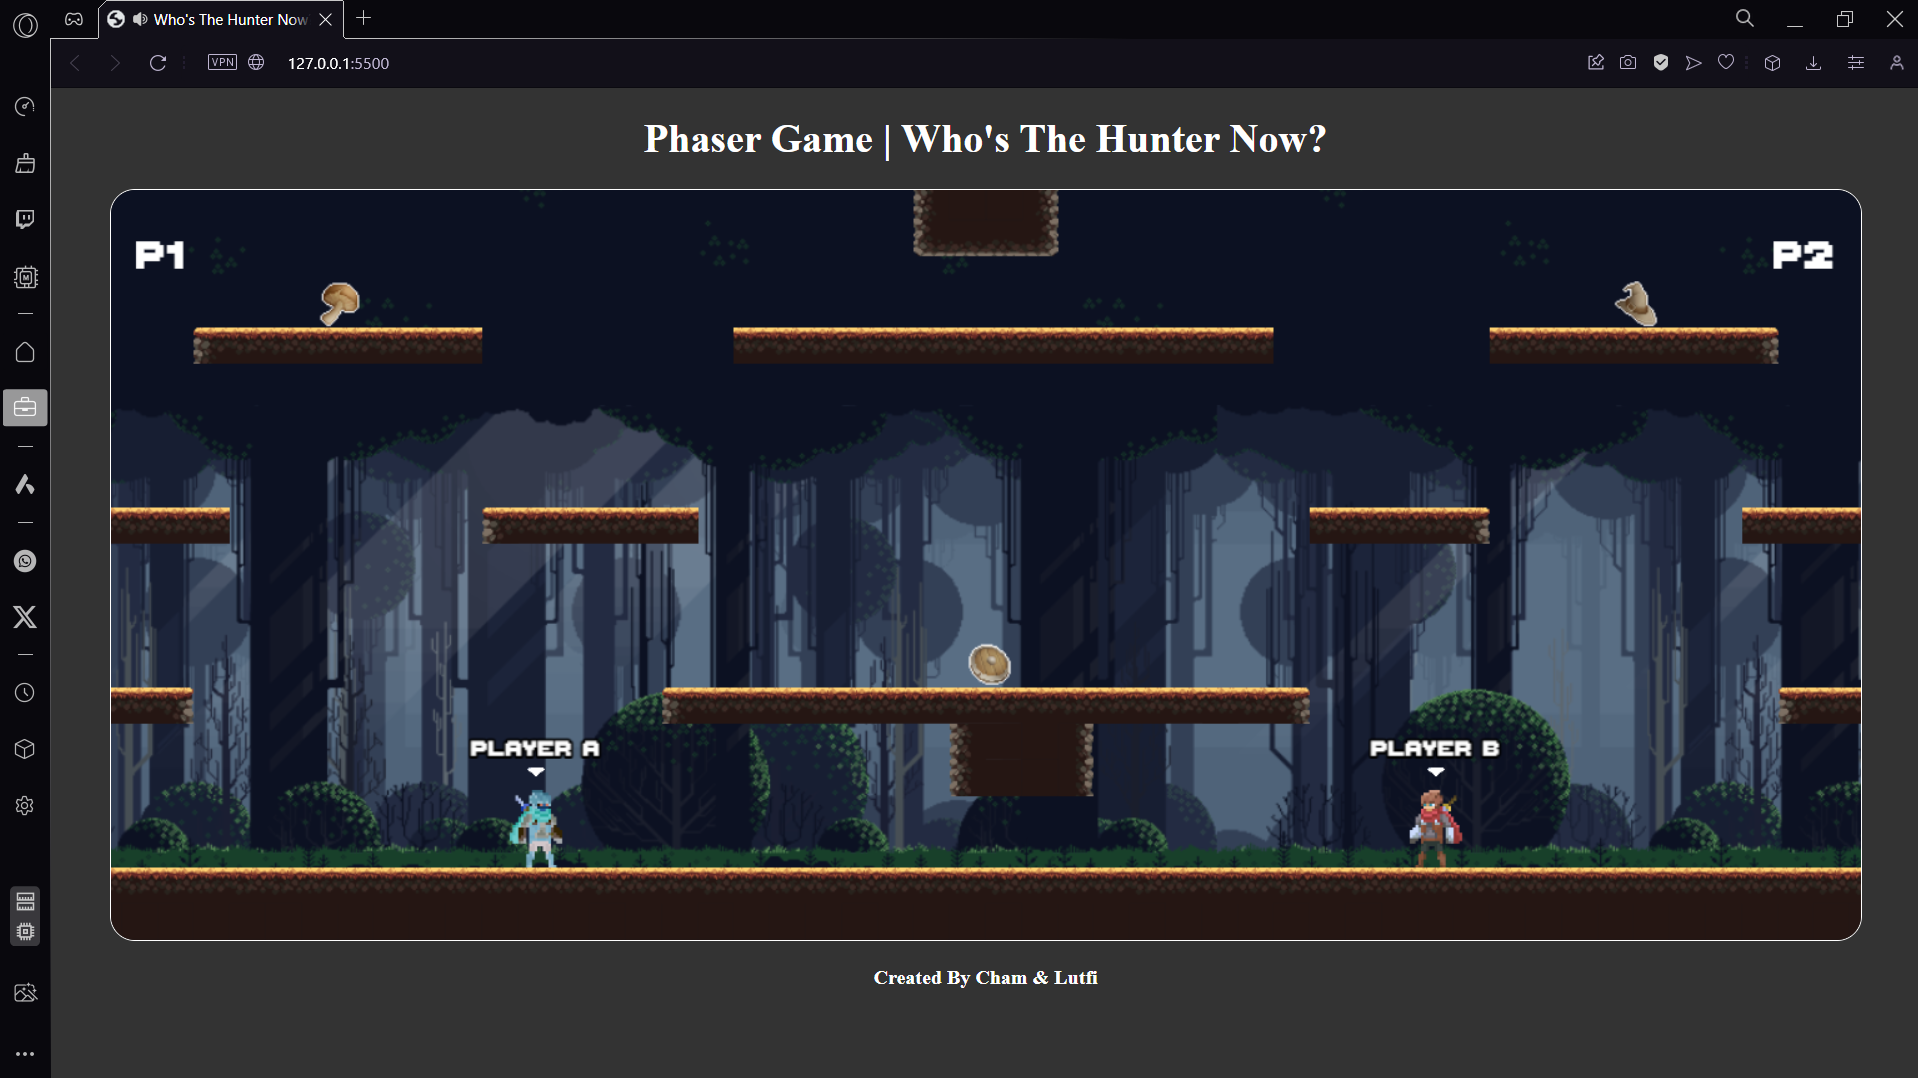 Who's The Hunter Now
VPN
127.0.0.1:5500
Phaser Game | Who's The Hunter Now?
P1
P2
PLAYER A
PLAYER B
Created By Cham & Lutfi